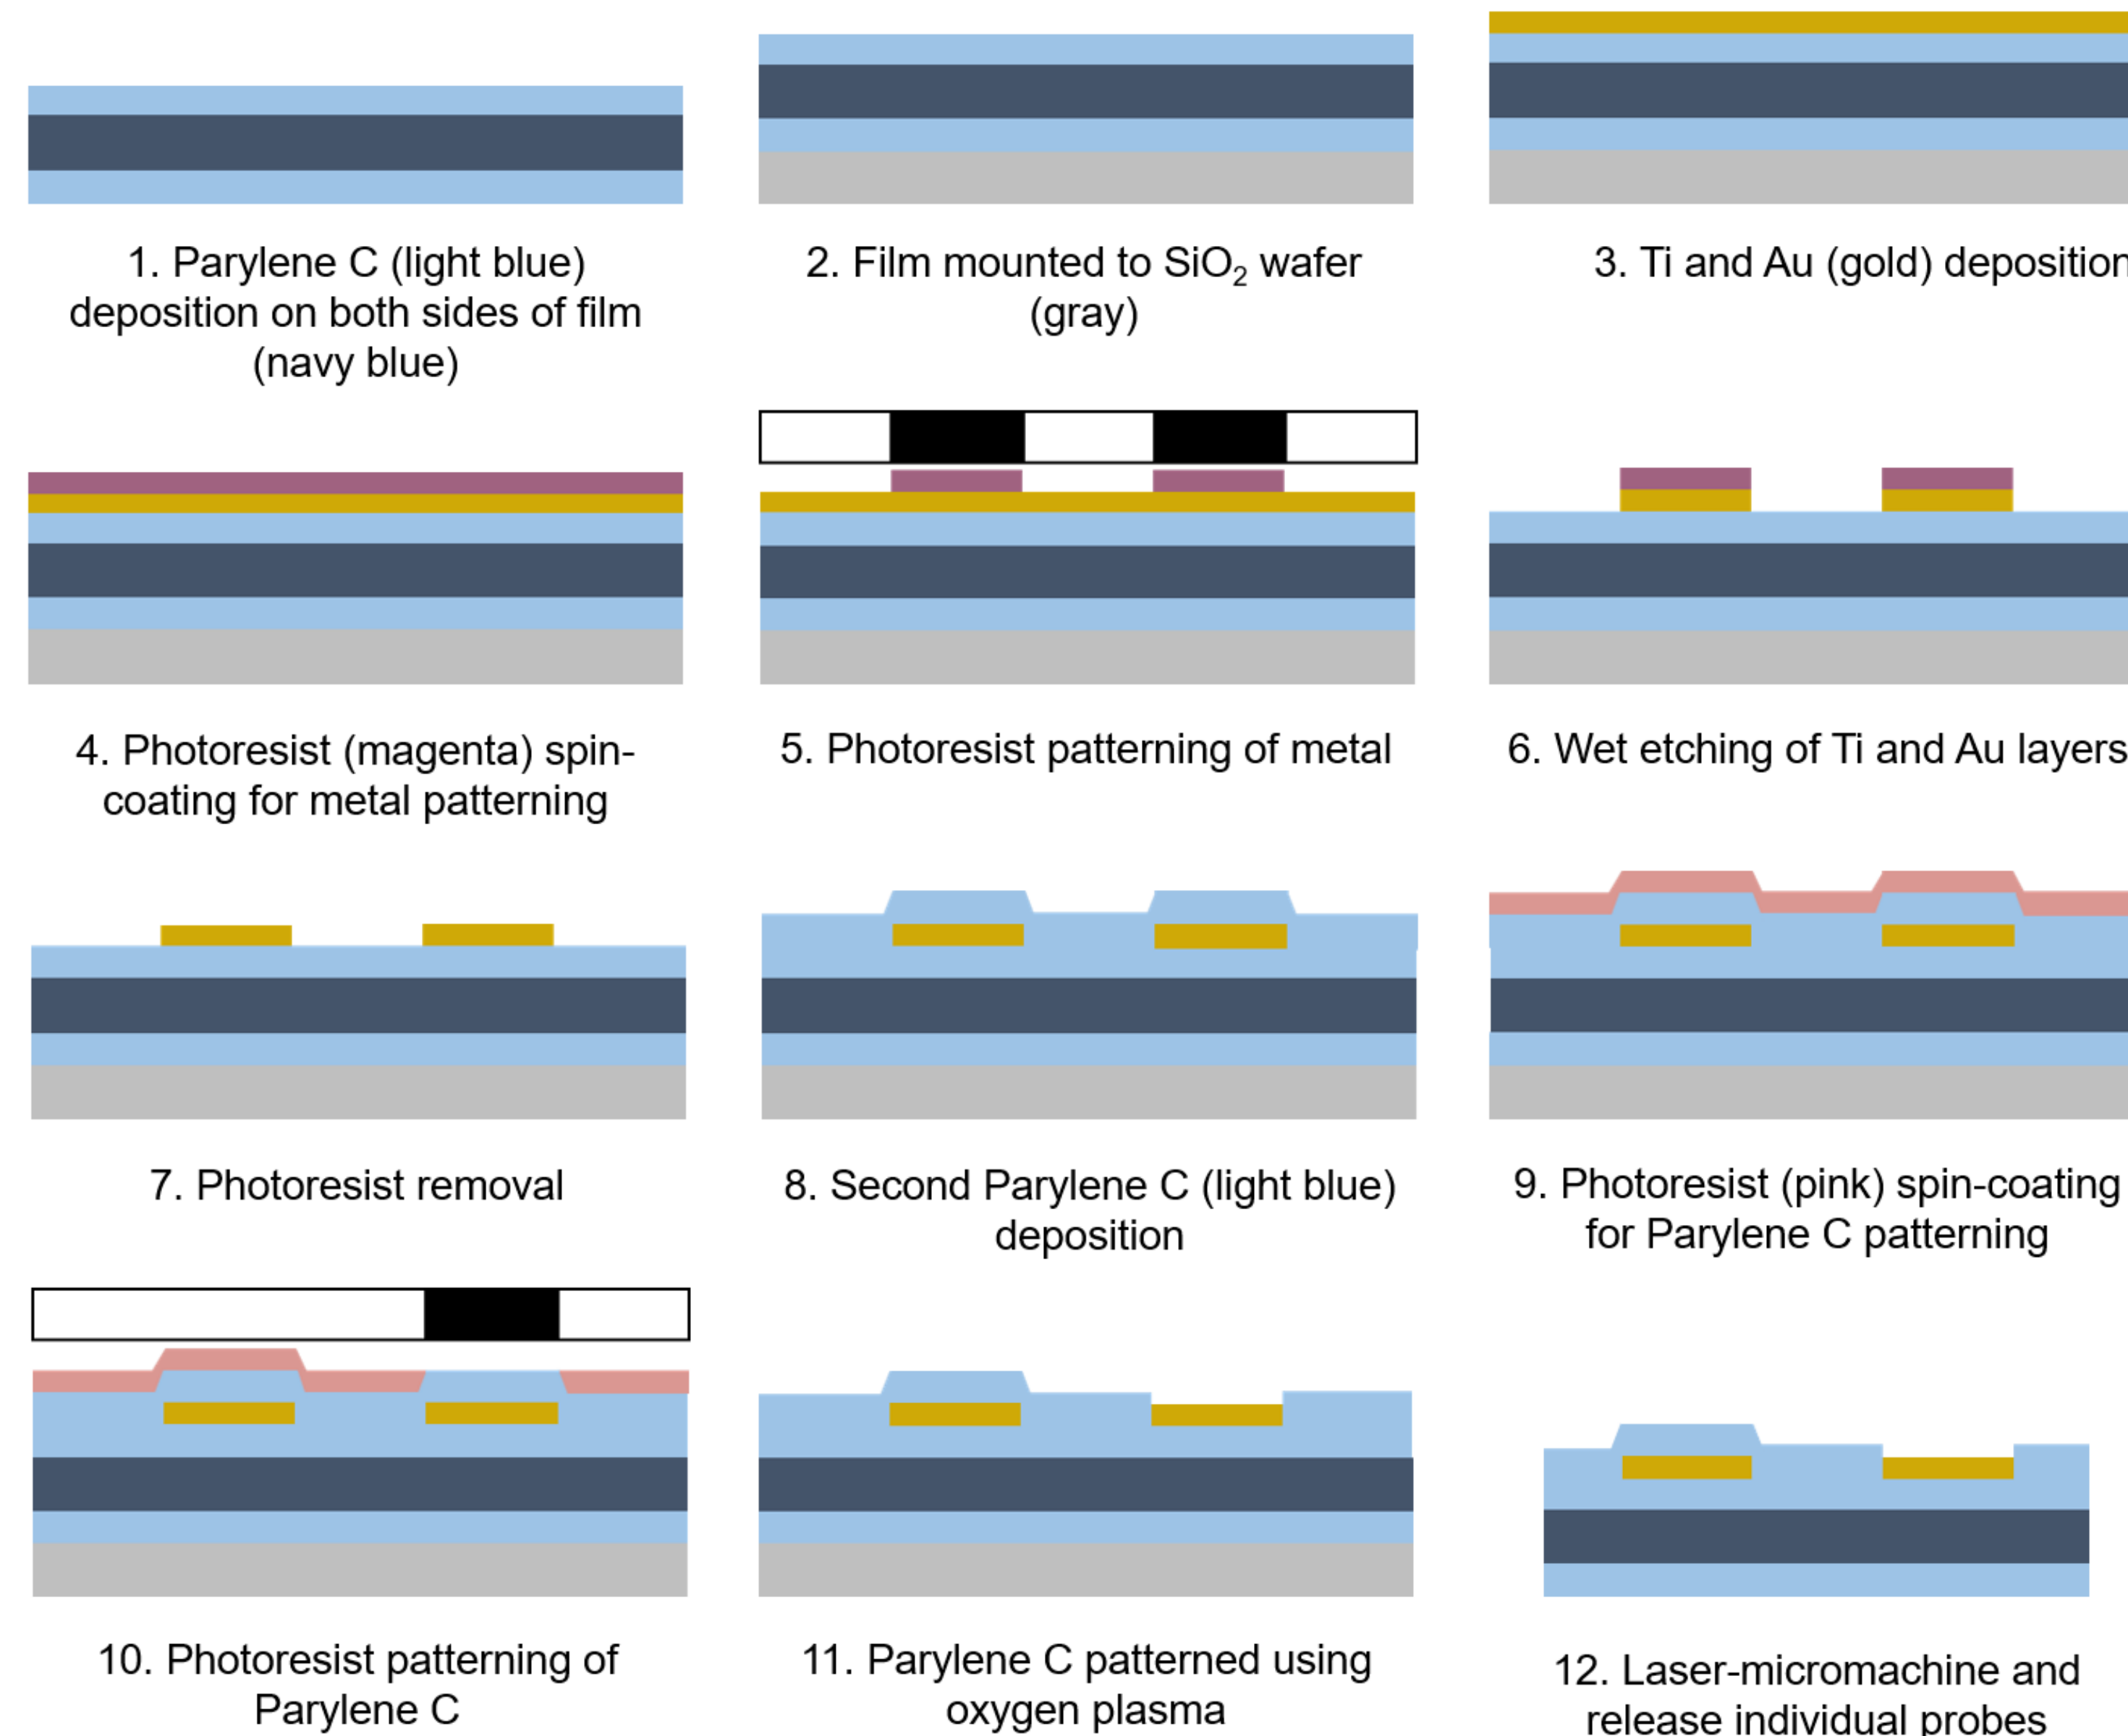 1. Parylene C (light blue)
deposition on both sides of film
(navy blue)
2. Film mounted to SiO₂ wafer
(gray)
3. Ti and Au (gold) deposition
4. Photoresist (magenta) spin-
coating for metal patterning
5. Photoresist patterning of metal
6. Wet etching of Ti and Au layers
7. Photoresist removal
8. Second Parylene C (light blue)
deposition
9. Photoresist (pink) spin-coating
for Parylene C patterning
10. Photoresist patterning of
Parylene C
11. Parylene C patterned using
oxygen plasma
12. Laser-micromachine and
release individual probes